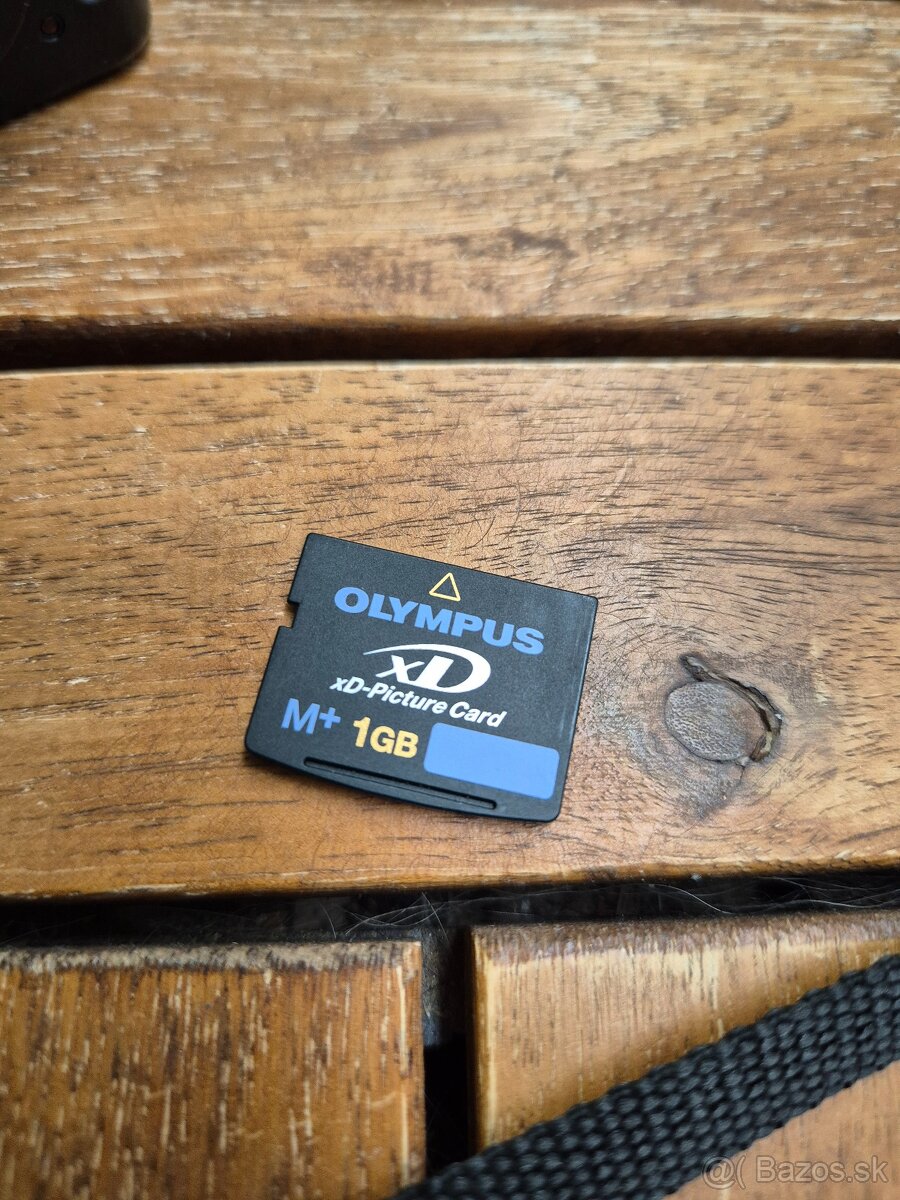 OLYMPUS
xD
xD-Picture Card
M+ 1GB
@( Bazos.sk